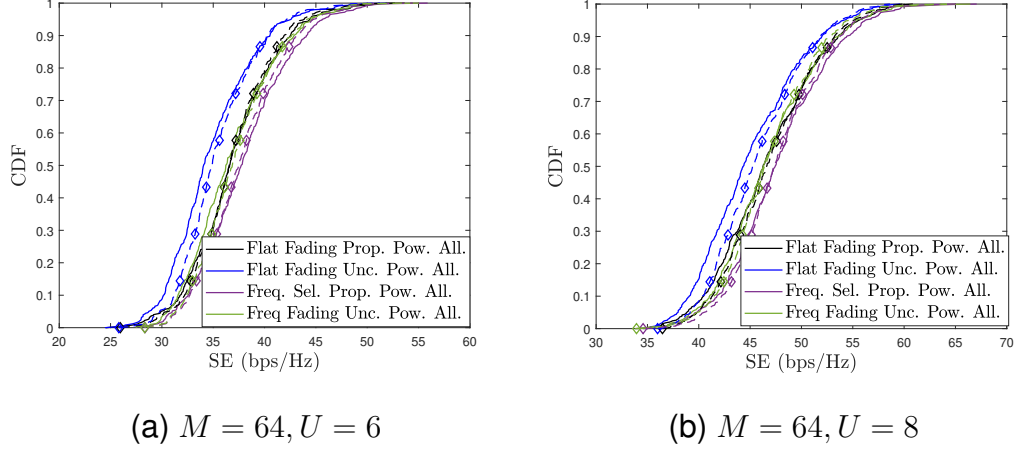 1
0.9
0.8
0.7
0.6
0.5
0.4
0.3
0.2
0.1
0
CDF
Flat Fading Prop. Pow. All.
Flat Fading Unc. Pow. All.
Freq. Sel. Prop. Pow. All.
Freq Fading Unc. Pow. All.
20 25 30 35 40 45 50 55 60
SE (bps/Hz)
(a) M = 64, U = 6
1
0.9
0.8
0.7
0.6
0.5
0.4
0.3
0.2
0.1
0
CDF
Flat Fading Prop. Pow. All.
Flat Fading Unc. Pow. All.
Freq. Sel. Prop. Pow. All.
Freq Fading Unc. Pow. All.
30 35 40 45 50 55 60 65 70
SE (bps/Hz)
(b) M = 64, U = 8